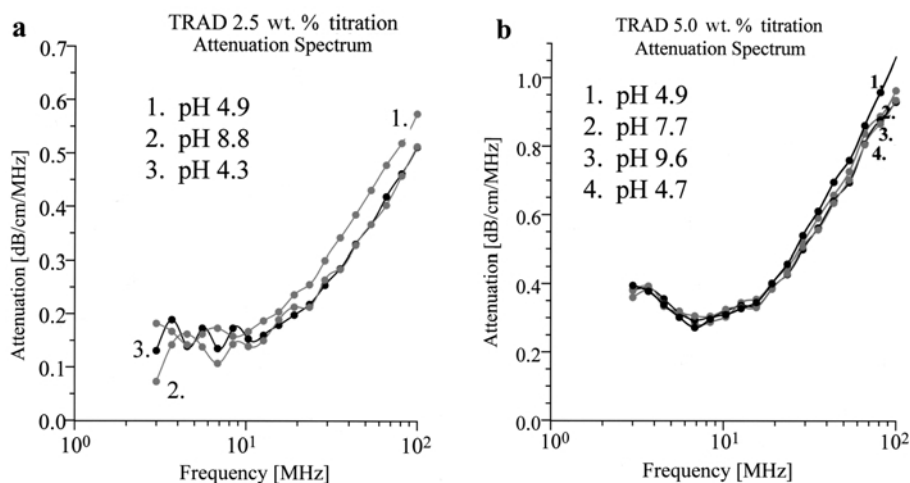 a
TRAD 2.5 wt. % titration
Attenuation Spectrum
0.7
0.6
0.5
0.4
0.3
0.2
0.1
0.0
Attenuation [dB/cm/MHz]
1. pH 4.9
2. pH 8.8
3. pH 4.3
1.
3.
2.
10⁰
10¹
10²
Frequency [MHz]
b
TRAD 5.0 wt. % titration
Attenuation Spectrum
1.0
0.8
0.6
0.4
0.2
0.0
Attenuation [dB/cm/MHz]
1. pH 4.9
2. pH 7.7
3. pH 9.6
4. pH 4.7
1.
2.
3.
4.
10⁰
10¹
10²
Frequency [MHz]